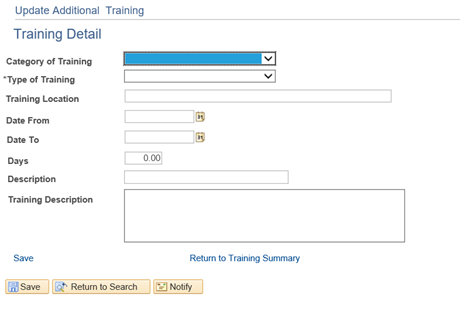 Update Additional Training
Training Detail
Category of Training
*Type of Training
Training Location
Date From
Date To
Days 0.00
Description
Training Description
Save Return to Training Summary
Save Return to Search Notify